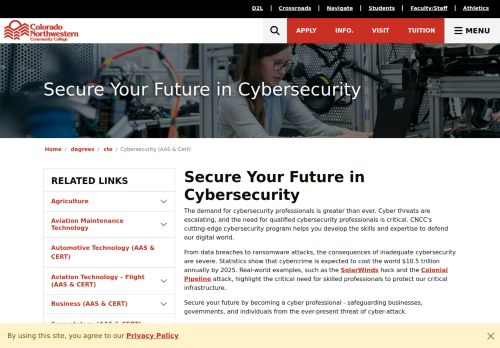 D2L | Crossroads | Navigate | Students | Faculty/Staff | Athletics
Colorado
Northwestern
Community College
APPLY INFO. VISIT TUITION MENU
Secure Your Future in Cybersecurity
Home / degrees / cte / Cybersecurity (AAS & Cert)
RELATED LINKS
Agriculture
Aviation Maintenance
Technology
Automotive Technology (AAS &
CERT)
Aviation Technology – Flight
(AAS & CERT)
Business (AAS & CERT)
Cosmetology (AAS & CERT)
Secure Your Future in
Cybersecurity
The demand for cybersecurity professionals is greater than ever. Cyber threats are
escalating, and the need for qualified cybersecurity professionals is critical. CNCC's
cutting-edge cybersecurity program helps you develop the skills and expertise to defend
our digital world.
From data breaches to ransomware attacks, the consequences of inadequate cybersecurity
are severe. Statistics show that cybercrime is expected to cost the world $10.5 trillion
annually by 2025. Real-world examples, such as the SolarWinds hack and the Colonial
Pipeline attack, highlight the critical need for skilled professionals to protect our critical
infrastructure.
Secure your future by becoming a cyber professional - safeguarding businesses,
governments, and individuals from the ever-present threat of cyber-attack.
By using this site, you agree to our Privacy Policy